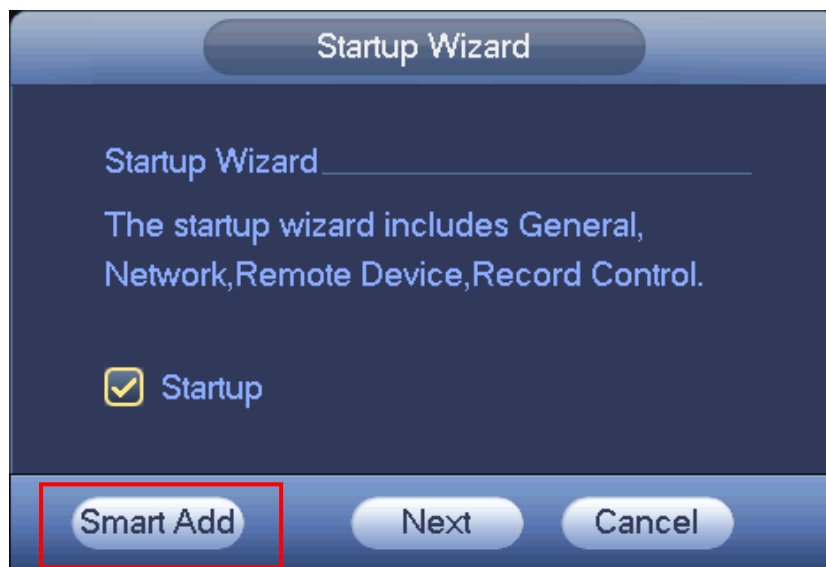 Startup Wizard
Startup Wizard
The startup wizard includes General,
Network,Remote Device,Record Control.
Startup
Smart Add Next Cancel